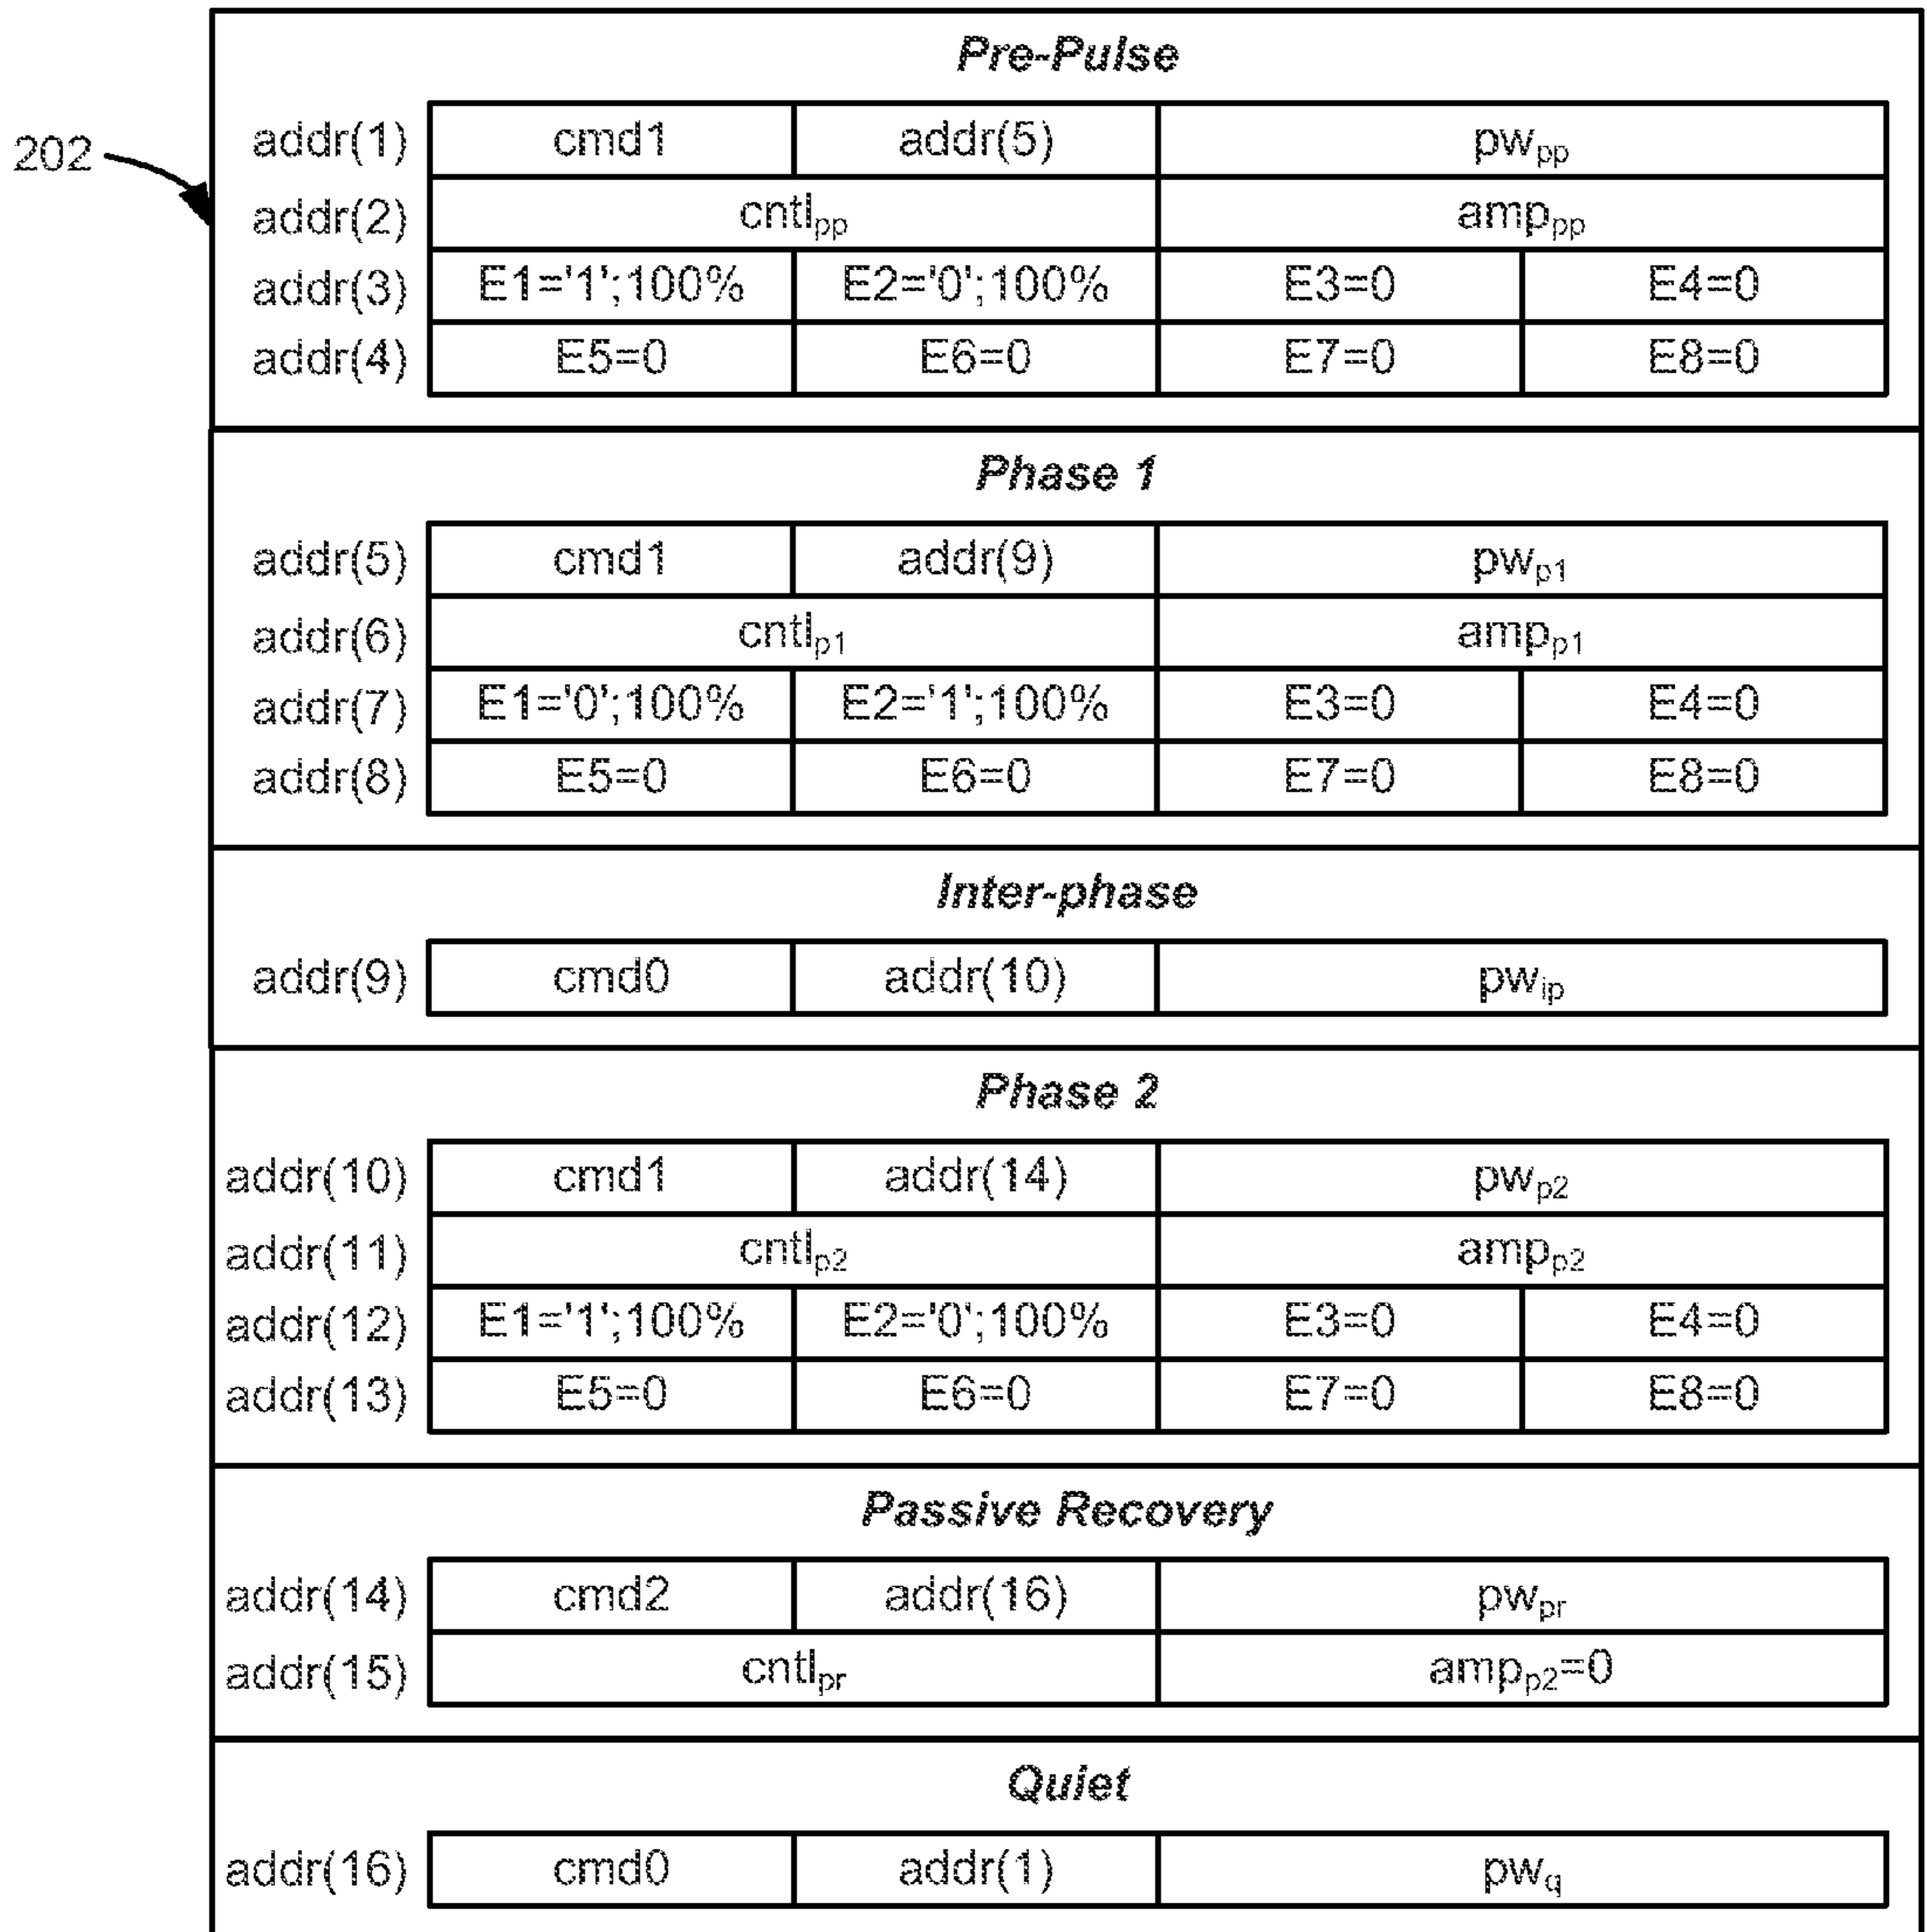 Pre-Pulse
202
addr(1) cmd1 addr(5) pwpp
addr(2) cntlpp amppp
addr(3) E1='1';100% E2='0';100% E3=0 E4=0
addr(4) E5=0 E6=0 E7=0 E8=0
Phase 1
addr(5) cmd1 addr(9) pwp1
addr(6) cntlp1 ampp1
addr(7) E1='0';100% E2='1';100% E3=0 E4=0
addr(8) E5=0 E6=0 E7=0 E8=0
Inter-phase
addr(9) cmd0 addr(10) pwip
Phase 2
addr(10) cmd1 addr(14) pwp2
addr(11) cntlp2 ampp2
addr(12) E1='1';100% E2='0';100% E3=0 E4=0
addr(13) E5=0 E6=0 E7=0 E8=0
Passive Recovery
addr(14) cmd2 addr(16) pwpr
addr(15) cntlpr ampp2=0
Quiet
addr(16) cmd0 addr(1) pwq